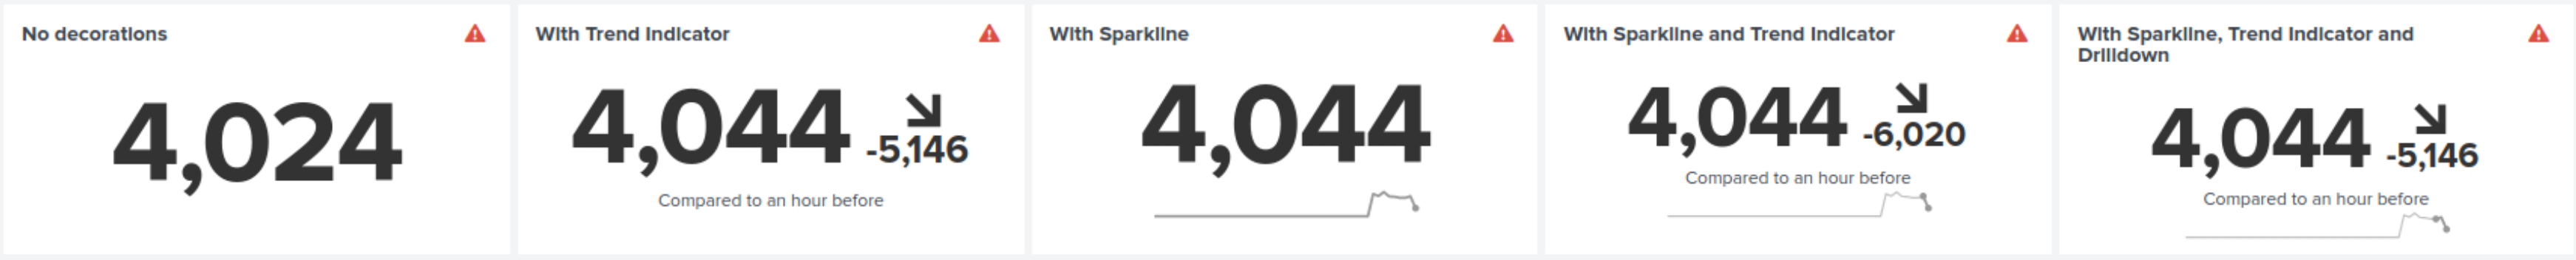 No decorations
4,024
With Trend Indicator
4,044
-5,146
Compared to an hour before
With Sparkline
4,044
With Sparkline and Trend Indicator
4,044
-6,020
Compared to an hour before
With Sparkline, Trend Indicator and
Drilldown
4,044
-5,146
Compared to an hour before